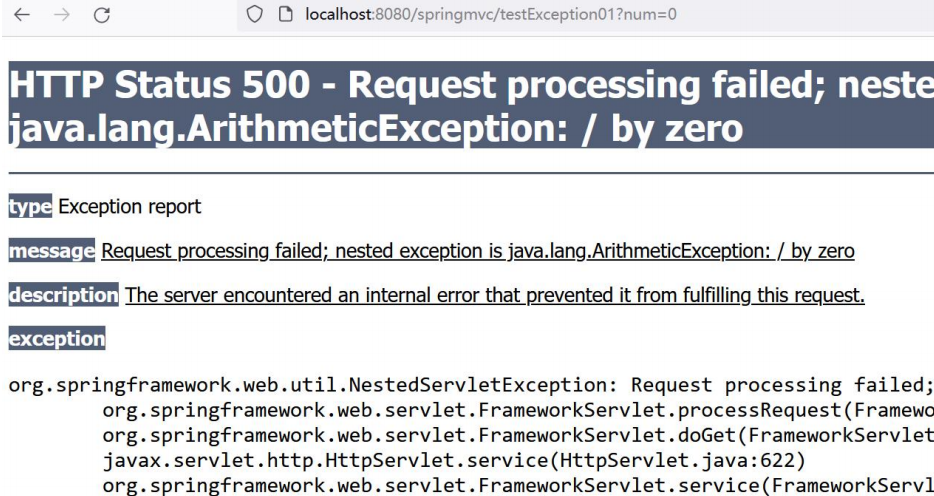 localhost:8080/springmvc/testException01?num=0
HTTP Status 500 - Request processing failed; neste
java.lang.ArithmeticException: / by zero
type Exception report
message Request processing failed; nested exception is java.lang.ArithmeticException: / by zero
description The server encountered an internal error that prevented it from fulfilling this request.
exception
org.springframework.web.util.NestedServletException: Request processing failed;
org.springframework.web.servlet.FrameworkServlet.processRequest(Framewo
org.springframework.web.servlet.FrameworkServlet.doGet(FrameworkServlet
javax.servlet.http.HttpServlet.service(HttpServlet.java:622)
org.springframework.web.servlet.FrameworkServlet.service(FrameworkServl